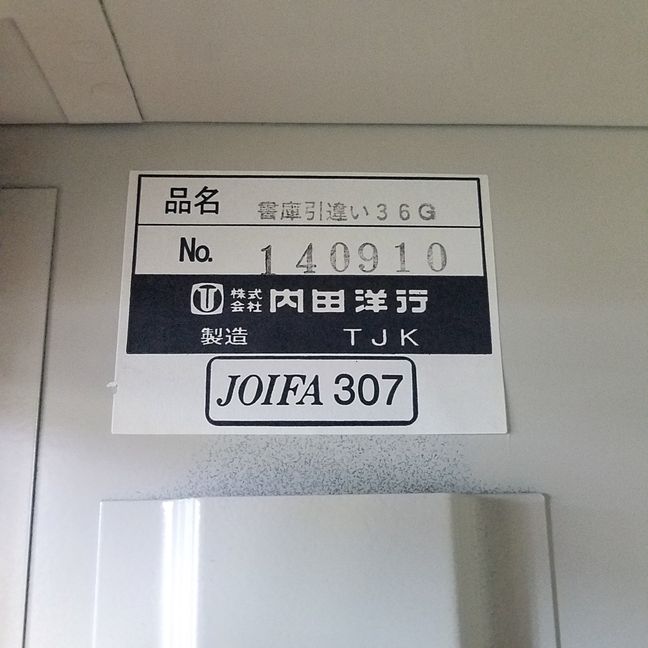 品名 書庫引違い36G
No. 140910
株式会社 内田洋行
製造 TJK
JOIFA 307